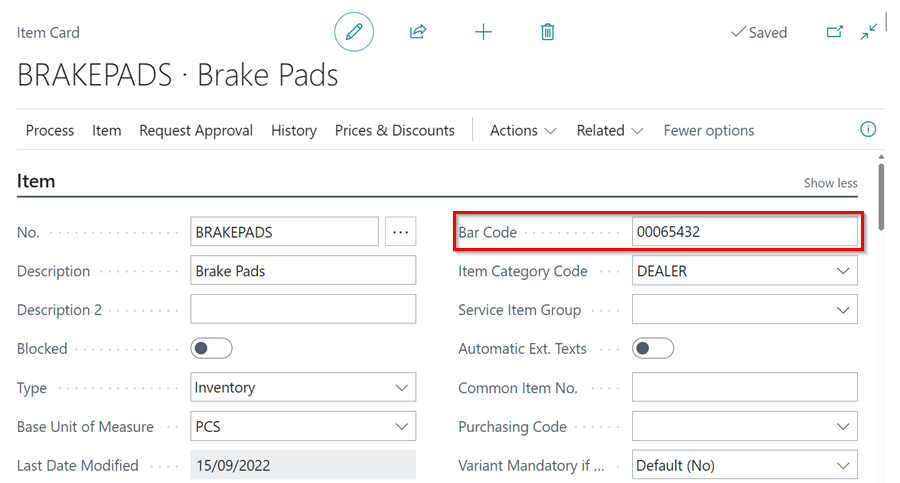 Item Card
Saved
BRAKEPADS · Brake Pads
Process Item Request Approval History Prices & Discounts Actions Related Fewer options
Item
Show less
No. BRAKEPADS ...
Description Brake Pads
Description 2
Blocked
Type Inventory
Base Unit of Measure PCS
Last Date Modified 15/09/2022
Bar Code 00065432
Item Category Code DEALER
Service Item Group
Automatic Ext. Texts
Common Item No.
Purchasing Code
Variant Mandatory if ... Default (No)